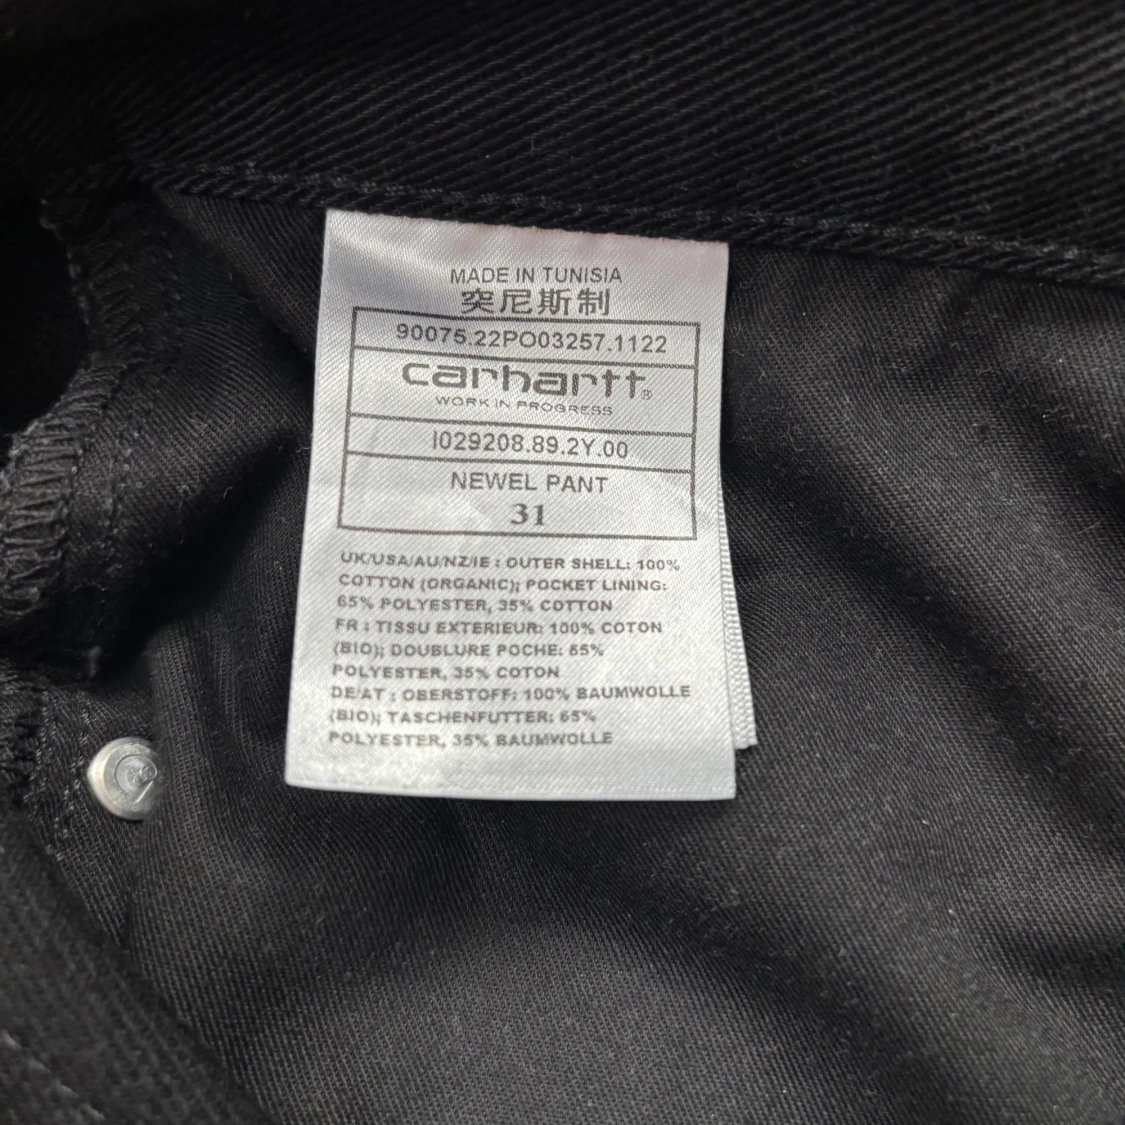 MADE IN TUNISIA
突尼斯制
90075.22PO03257.1122
carhartt®
WORK IN PROGRESS
I029208.89.2Y.00
NEWEL PANT
31
UK/USA/AU/NZ/IE : OUTER SHELL: 100%
COTTON (ORGANIC); POCKET LINING:
65% POLYESTER, 35% COTTON
FR : TISSU EXTERIEUR: 100% COTON
(BIO); DOUBLURE POCHE: 65%
POLYESTER, 35% COTON
DE/AT : OBERSTOFF: 100% BAUMWOLLE
(BIO); TASCHENFUTTER: 65%
POLYESTER, 35% BAUMWOLLE